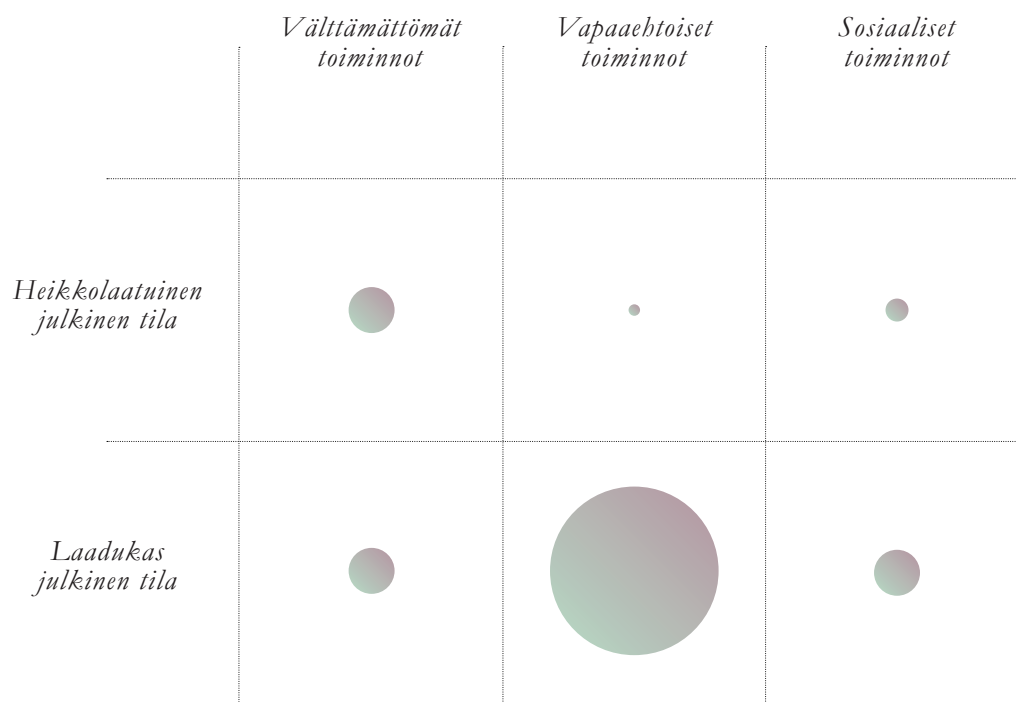 Välttämättömät
toiminnot
Vapaaehtoiset
toiminnot
Sosiaaliset
toiminnot
Heikkolaatuinen
julkinen tila
Laadukas
julkinen tila